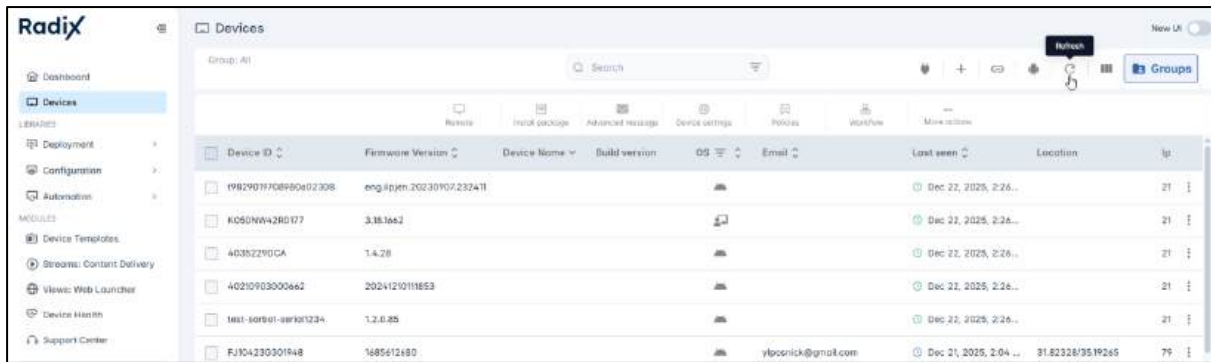 Radix
Devices
New UI
Refresh
Group: All
Search
Groups
Dashboard
Devices
LIBRARIES
Deployment
Configuration
Automation
MODULES
Device Templates
Streams: Content Delivery
Views: Web Launcher
Device Health
Support Center
Remote
Install package
Advanced message
Device settings
Policies
Workflow
More actions
Device ID Firmware Version Device Name Build version OS Email Last seen Location Ip
eng.lipjen.20230907.232411 Dec 22, 2025, 2:26... 21
K050NW42R0177 3.18.1662 Dec 22, 2025, 2:26... 21
40352290CA 1.4.28 Dec 22, 2025, 2:26... 21
40210903000662 20241210111853 Dec 22, 2025, 2:26... 21
test-sorbot-serial1234 1.2.0.85 Dec 22, 2025, 2:26... 21
FJ104230301948 1685612680 ylposnick@gmail.com Dec 21, 2025, 2:04 ... 31.82328/35.19265 79